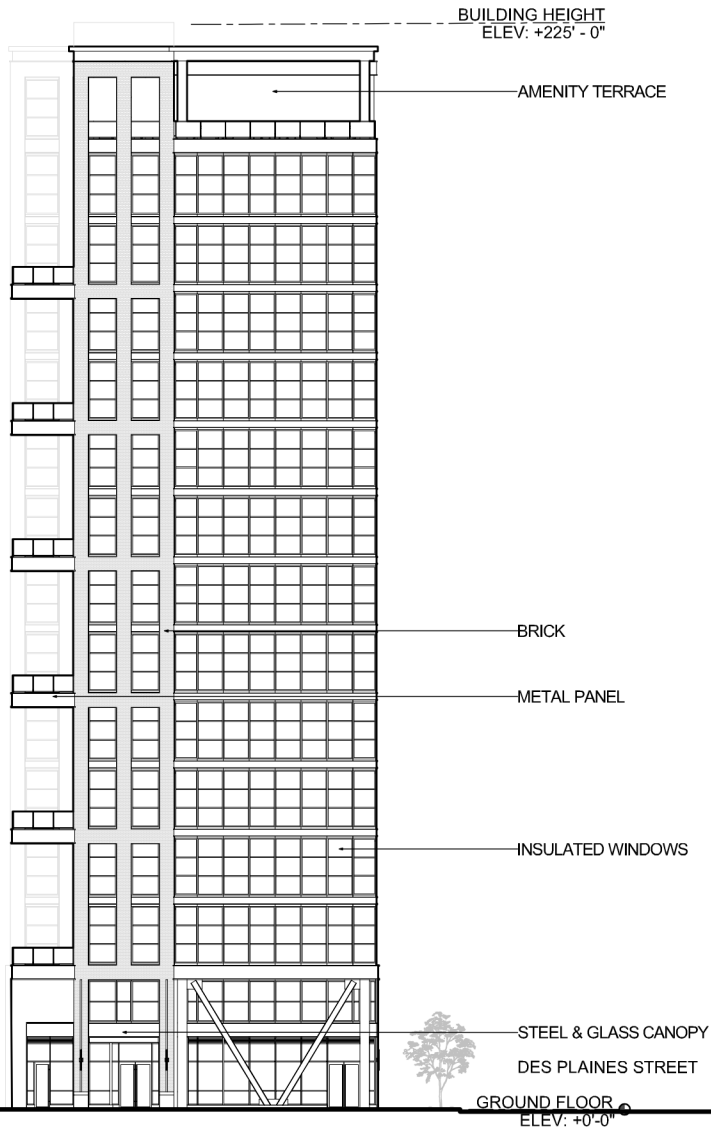 BUILDING HEIGHT
ELEV: +225' - 0"
AMENITY TERRACE
BRICK
METAL PANEL
INSULATED WINDOWS
STEEL & GLASS CANOPY
DES PLAINES STREET
GROUND FLOOR
ELEV: +0'-0"